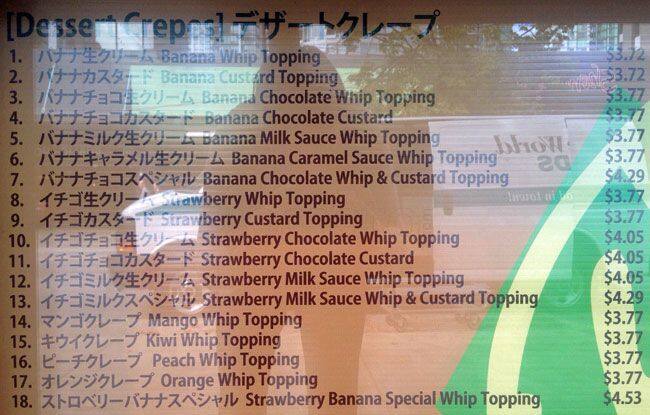 [Dessert Crepes] デザートクレープ
1. バナナ生クリーム Banana Whip Topping $3.72
2. バナナカスタード Banana Custard Topping $3.72
3. バナナチョコ生クリーム Banana Chocolate Whip Topping $3.77
4. バナナチョコカスタード Banana Chocolate Custard $3.77
5. バナナミルク生クリーム Banana Milk Sauce Whip Topping $3.77
6. バナナキャラメル生クリーム Banana Caramel Sauce Whip Topping $3.77
7. バナナチョコスペシャル Banana Chocolate Whip & Custard Topping $4.29
8. イチゴ生クリーム Strawberry Whip Topping $3.77
9. イチゴカスタード Strawberry Custard Topping $3.77
10. イチゴチョコ生クリーム Strawberry Chocolate Whip Topping $4.05
11. イチゴチョコカスタード Strawberry Chocolate Custard $4.05
12. イチゴミルク生クリーム Strawberry Milk Sauce Whip Topping $4.05
13. イチゴミルクスペシャル Strawberry Milk Sauce Whip & Custard Topping $4.29
14. マンゴクレープ Mango Whip Topping $3.77
15. キウイクレープ Kiwi Whip Topping $3.77
16. ピーチクレープ Peach Whip Topping $3.77
17. オレンジクレープ Orange Whip Topping $3.77
18. ストロベリーバナナスペシャル Strawberry Banana Special Whip Topping $4.53